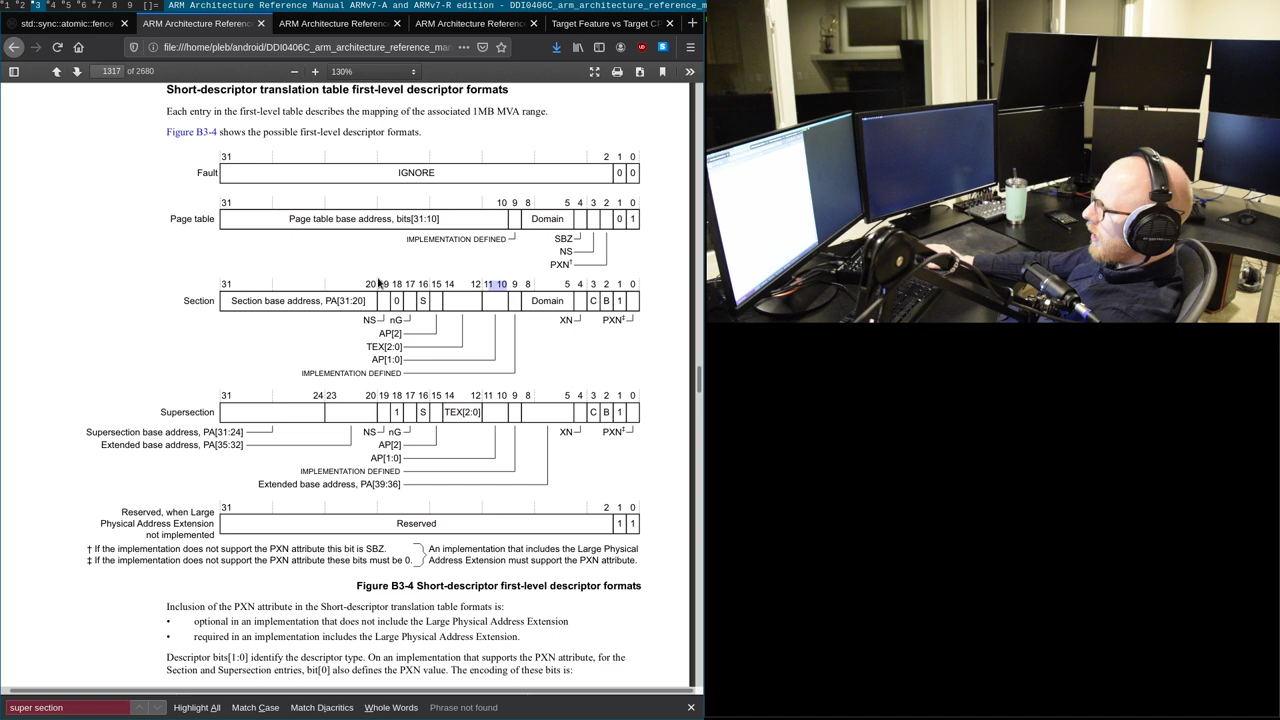 1 2 3 4 5 6 7 8 9 []= ARM Architecture Reference Manual ARMv7-A and ARMv7-R edition - DDI0406C_arm_architecture_reference_m
std::sync::atomic::fence ARM Architecture Referenc ARM Architecture Referenc ARM Architecture Referenc Target Feature vs Target CP
file:///home/pleb/android/DDI0406C_arm_architecture_reference_ma
1317 of 2680 130%
Short-descriptor translation table first-level descriptor formats
Each entry in the first-level table describes the mapping of the associated 1MB MVA range.
Figure B3-4 shows the possible first-level descriptor formats.
31 2 1 0
Fault IGNORE 0 0
31 10 9 8 5 4 3 2 1 0
Page table Page table base address, bits[31:10] Domain 0 1
IMPLEMENTATION DEFINED SBZ
NS
PXN†
31 20 19 18 17 16 15 14 12 11 10 9 8 5 4 3 2 1 0
Section Section base address, PA[31:20] 0 S Domain C B 1
NS nG XN PXN‡
AP[2]
TEX[2:0]
AP[1:0]
IMPLEMENTATION DEFINED
31 24 23 20 19 18 17 16 15 14 12 11 10 9 8 5 4 3 2 1 0
Supersection 1 S TEX[2:0] C B 1
Supersection base address, PA[31:24] NS nG XN PXN‡
Extended base address, PA[35:32] AP[2]
AP[1:0]
IMPLEMENTATION DEFINED
Extended base address, PA[39:36]
31 2 1 0
Reserved, when Large
Physical Address Extension Reserved 1 1
not implemented
† If the implementation does not support the PXN attribute this bit is SBZ. An implementation that includes the Large Physical
‡ If the implementation does not support the PXN attribute these bits must be 0. Address Extension must support the PXN attribute.
Figure B3-4 Short-descriptor first-level descriptor formats
Inclusion of the PXN attribute in the Short-descriptor translation table formats is:
• optional in an implementation that does not include the Large Physical Address Extension
• required in an implementation includes the Large Physical Address Extension.
Descriptor bits[1:0] identify the descriptor type. On an implementation that supports the PXN attribute, for the
Section and Supersection entries, bit[0] also defines the PXN value. The encoding of these bits is:
super section Highlight All Match Case Match Diacritics Whole Words Phrase not found